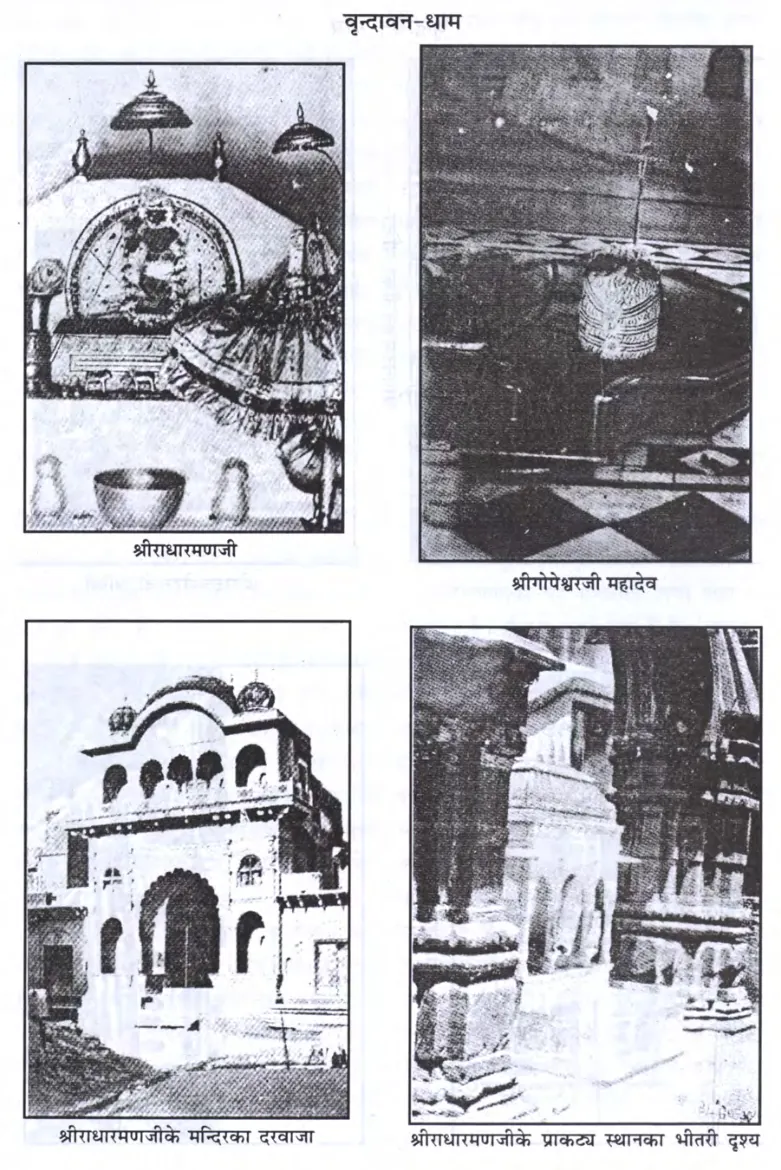 वृन्दावन-धाम
श्रीराधारमणजी
श्रीगोपेश्वरजी महादेव
श्रीराधारमणजीके मन्दिरका दरवाजा
श्रीराधारमणजीके प्राकट्य स्थानका भीतरी दृश्य